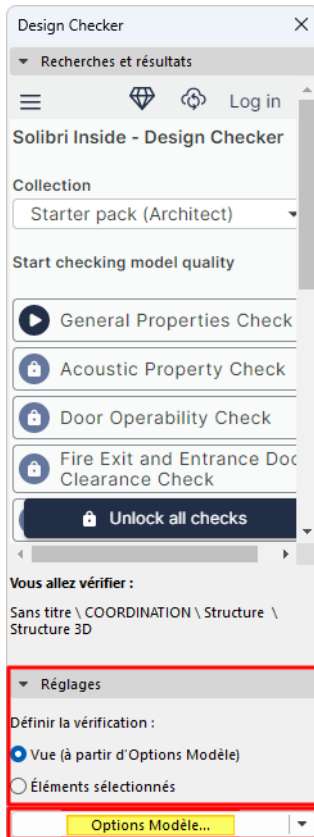 Design Checker
Recherches et résultats
Log in
Solibri Inside - Design Checker
Collection
Starter pack (Architect)
Start checking model quality
General Properties Check
Acoustic Property Check
Door Operability Check
Fire Exit and Entrance Doo
Clearance Check
Unlock all checks
Vous allez vérifier :
Sans titre \ COORDINATION \ Structure \
Structure 3D
Réglages
Définir la vérification :
Vue (à partir d'Options Modèle)
Éléments sélectionnés
Options Modèle...